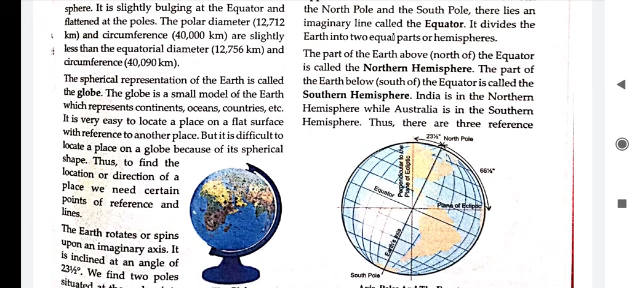 sphere. It is slightly bulging at the Equator and
flattened at the poles. The polar diameter (12,712
km) and circumference (40,000 km) are slightly
less than the equatorial diameter (12,756 km) and
circumference (40,090 km).
The spherical representation of the Earth is called
the globe. The globe is a small model of the Earth
which represents continents, oceans, countries, etc.
It is very easy to locate a place on a flat surface
with reference to another place. But it is difficult to
locate a place on a globe because of its spherical
shape. Thus, to find the
location or direction of a
place we need certain
points of reference and
lines.
The Earth rotates or spins
upon an imaginary axis. It
is inclined at an angle of
23½°. We find two poles
situated at
the North Pole and the South Pole, there lies an
imaginary line called the Equator. It divides the
Earth into two equal parts or hemispheres.
The part of the Earth above (north of) the Equator
is called the Northern Hemisphere. The part of
the Earth below (south of) the Equator is called the
Southern Hemisphere. India is in the Northern
Hemisphere while Australia is in the Southern
Hemisphere. Thus, there are three reference
23½° North Pole
66½°
Perpendicular to the
Plane of Ecliptic
Equator
Plane of Ecliptic
Earth's Axis
South Pole